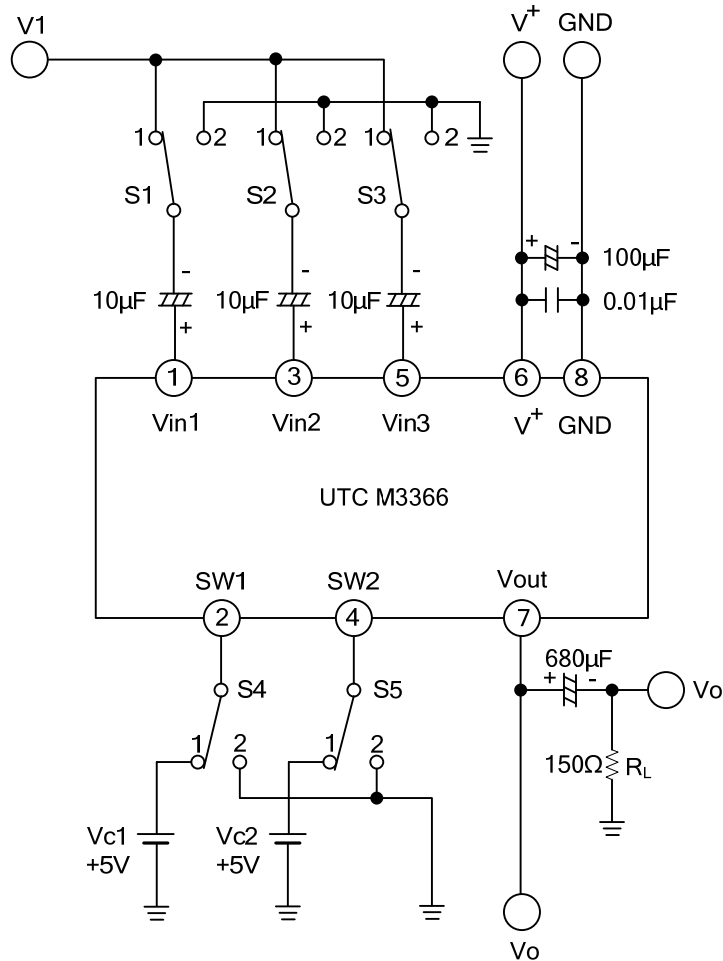 V1
V+
GND
1
2
1
2
1
2
S1
S2
S3
+
-
100µF
-
-
-
10µF
10µF
10µF
0.01µF
+
+
+
1
3
5
6
8
Vin1
Vin2
Vin3
V+
GND
UTC M3366
SW1
SW2
Vout
2
4
7
680µF
S4
S5
+
-
Vo
1
2
1
2
150Ω
RL
Vc1
+5V
Vc2
+5V
Vo